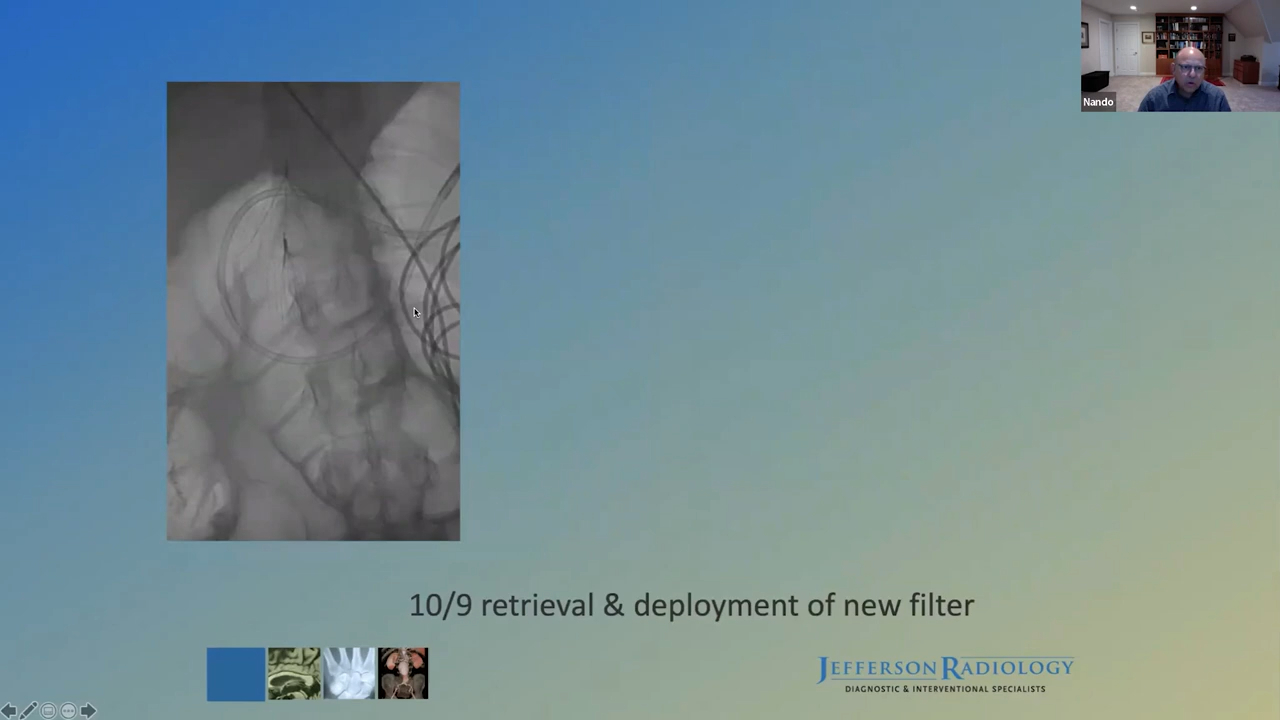 Nando
10/9 retrieval & deployment of new filter
JEFFERSON RADIOLOGY
DIAGNOSTIC & INTERVENTIONAL SPECIALISTS